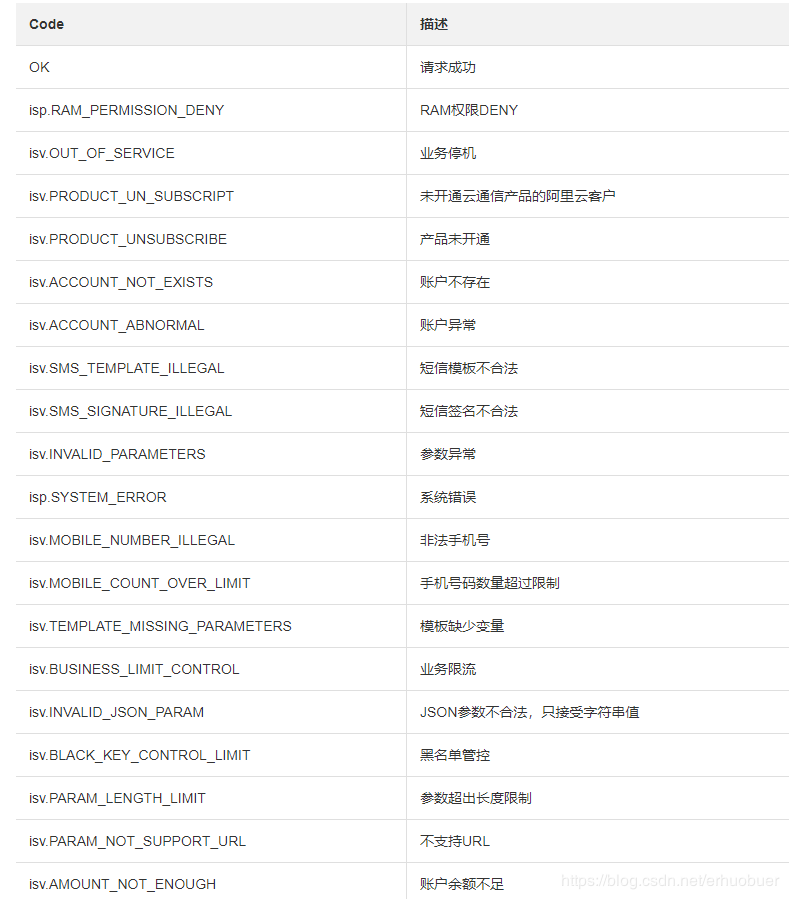 Code 描述
OK 请求成功
isp.RAM_PERMISSION_DENY RAM权限DENY
isv.OUT_OF_SERVICE 业务停机
isv.PRODUCT_UN_SUBSCRIPT 未开通云通信产品的阿里云客户
isv.PRODUCT_UNSUBSCRIBE 产品未开通
isv.ACCOUNT_NOT_EXISTS 账户不存在
isv.ACCOUNT_ABNORMAL 账户异常
isv.SMS_TEMPLATE_ILLEGAL 短信模板不合法
isv.SMS_SIGNATURE_ILLEGAL 短信签名不合法
isv.INVALID_PARAMETERS 参数异常
isp.SYSTEM_ERROR 系统错误
isv.MOBILE_NUMBER_ILLEGAL 非法手机号
isv.MOBILE_COUNT_OVER_LIMIT 手机号码数量超过限制
isv.TEMPLATE_MISSING_PARAMETERS 模板缺少变量
isv.BUSINESS_LIMIT_CONTROL 业务限流
isv.INVALID_JSON_PARAM JSON参数不合法，只接受字符串值
isv.BLACK_KEY_CONTROL_LIMIT 黑名单管控
isv.PARAM_LENGTH_LIMIT 参数超出长度限制
isv.PARAM_NOT_SUPPORT_URL 不支持URL
isv.AMOUNT_NOT_ENOUGH 账户余额不足
https://blog.csdn.net/erhuobuer